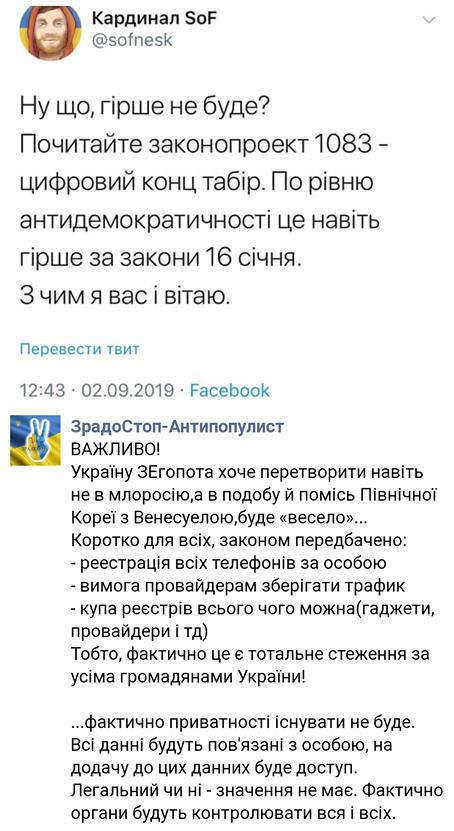 Кардинал SoF
@sofnesk
Ну що, гірше не буде?
Почитайте законопроект 1083 -
цифровий конц табір. По рівню
антидемократичності це навіть
гірше за закони 16 січня.
З чим я вас і вітаю.
Перевести твит
12:43 · 02.09.2019 · Facebook
ЗрадоСтоп-Антипопулист
ВАЖЛИВО!
Україну ЗЕгопота хоче перетворити навіть
не в млоросію,а в подобу й помісь Північної
Кореї з Венесуелою,буде «весело»...
Коротко для всіх, законом передбачено:
- реестрація всіх телефонів за особою
- вимога провайдерам зберігати трафик
- купа реєстрів всього чого можна(гаджети,
провайдери і тд)
Тобто, фактично це є тотальне стеження за
усіма громадянами України!
...фактично приватності існувати не буде.
Всі данні будуть пов'язані з особою, на
додачу до цих данних буде доступ.
Легальний чи ні - значення не має. Фактично
органи будуть контролювати вся і всіх.